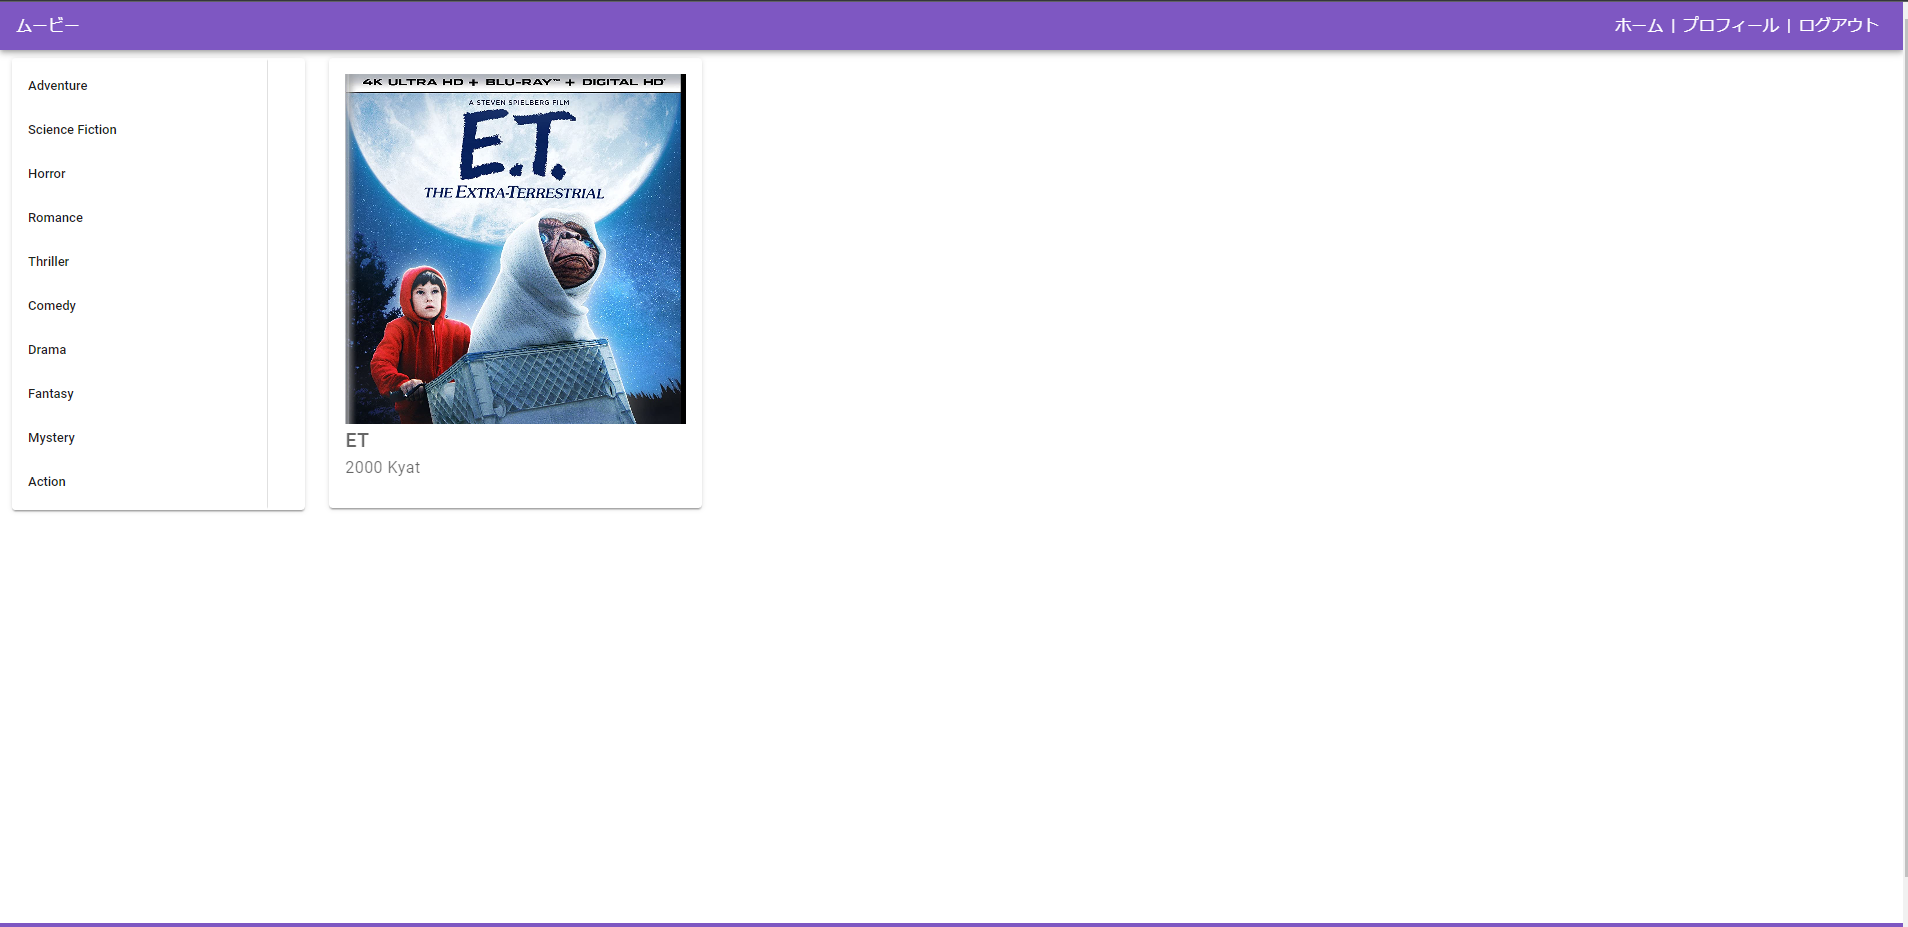 ムービー
ホーム | プロフィール | ログアウト
Adventure
Science Fiction
Horror
Romance
Thriller
Comedy
Drama
Fantasy
Mystery
Action
4K ULTRA HD + BLU-RAY™ + DIGITAL HD
A STEVEN SPIELBERG FILM
E.T.
THE EXTRA-TERRESTRIAL
ET
2000 Kyat